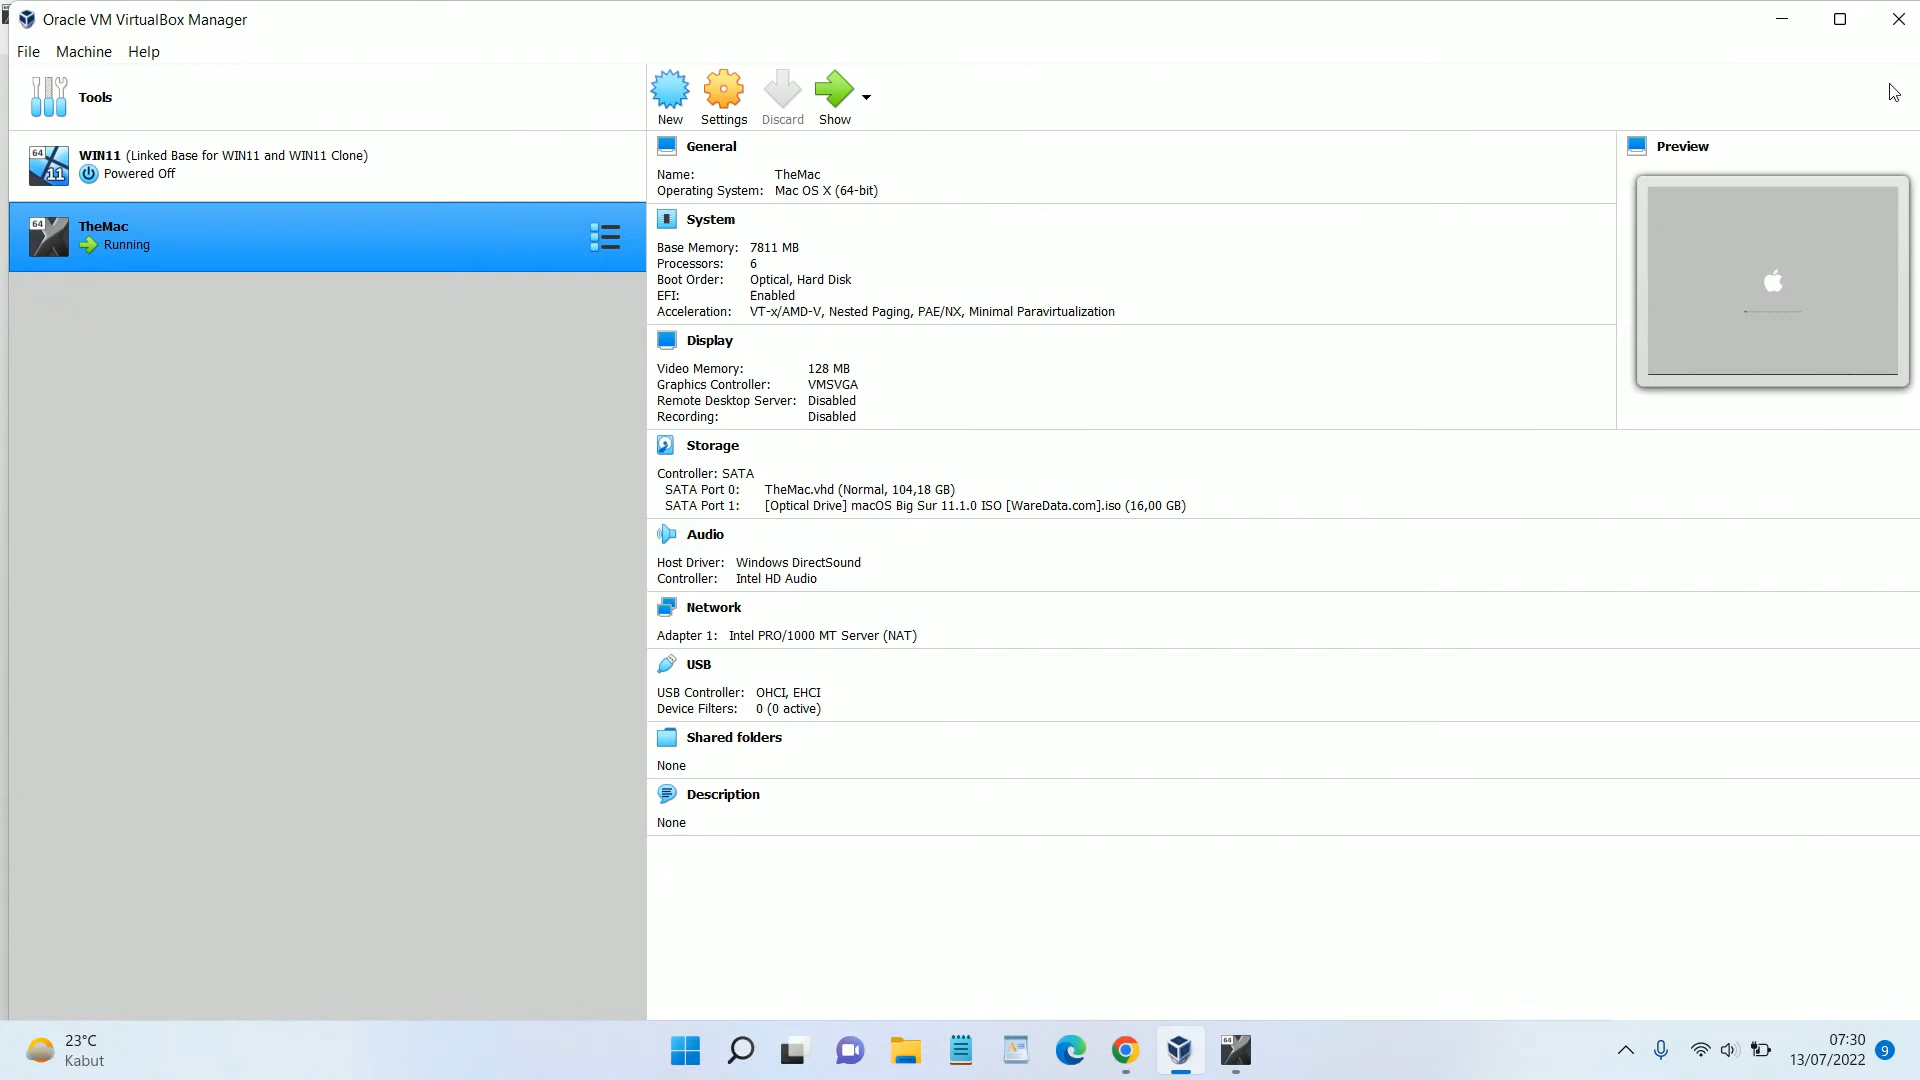 Oracle VM VirtualBox Manager
File Machine Help
Tools
New Settings Discard Show
64 11 WIN11 (Linked Base for WIN11 and WIN11 Clone)
Powered Off
64 TheMac
Running
General
Name: TheMac
Operating System: Mac OS X (64-bit)
System
Base Memory: 7811 MB
Processors: 6
Boot Order: Optical, Hard Disk
EFI: Enabled
Acceleration: VT-x/AMD-V, Nested Paging, PAE/NX, Minimal Paravirtualization
Display
Video Memory: 128 MB
Graphics Controller: VMSVGA
Remote Desktop Server: Disabled
Recording: Disabled
Preview
Storage
Controller: SATA
SATA Port 0: TheMac.vhd (Normal, 104,18 GB)
SATA Port 1: [Optical Drive] macOS Big Sur 11.1.0 ISO [WareData.com].iso (16,00 GB)
Audio
Host Driver: Windows DirectSound
Controller: Intel HD Audio
Network
Adapter 1: Intel PRO/1000 MT Server (NAT)
USB
USB Controller: OHCI, EHCI
Device Filters: 0 (0 active)
Shared folders
None
Description
None
23°C
Kabut
64
07:30
13/07/2022 9